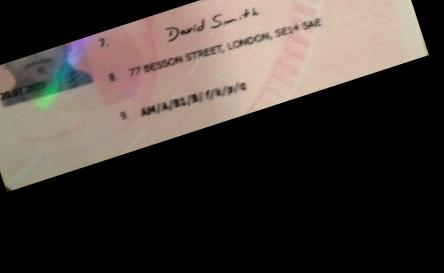 7. David Smith
8. 77 BESSON STREET, LONDON, SE14 5AE
9. AM/A/B1/B/f/k/p/q